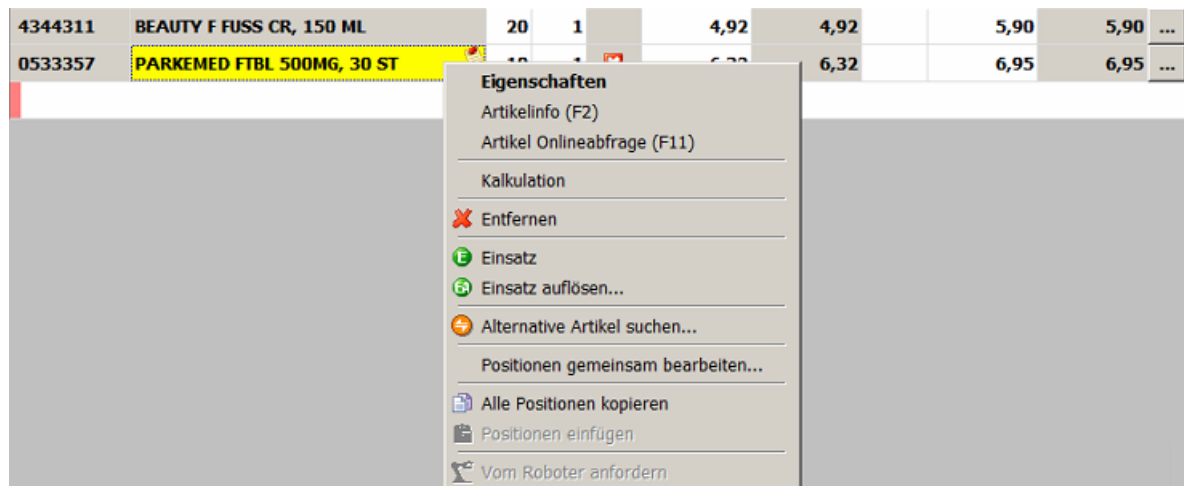 4344311 BEAUTY F FUSS CR, 150 ML 20 1 4,92 4,92 5,90 5,90 ...
0533357 PARKEMED FTBL 500MG, 30 ST 6,32 6,95 6,95 ...
Eigenschaften
Artikelinfo (F2)
Artikel Onlineabfrage (F11)
Kalkulation
Entfernen
E Einsatz
Einsatz auflösen...
Alternative Artikel suchen...
Positionen gemeinsam bearbeiten...
Alle Positionen kopieren
Positionen einfügen
Vom Roboter anfordern